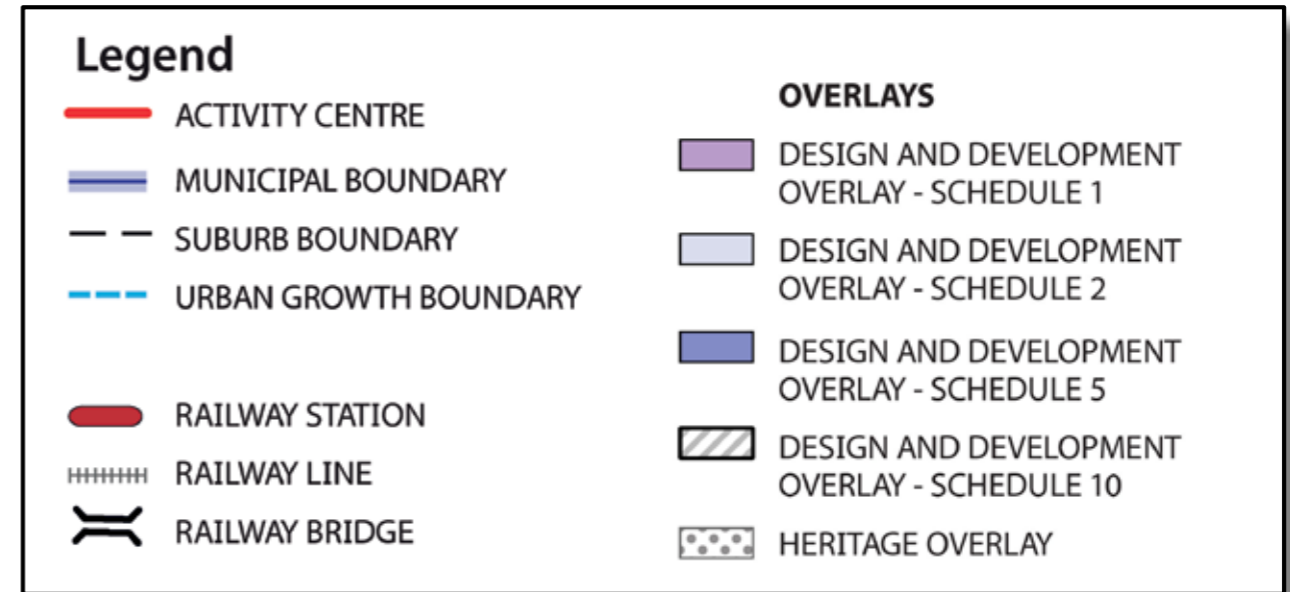 Legend
ACTIVITY CENTRE
MUNICIPAL BOUNDARY
SUBURB BOUNDARY
URBAN GROWTH BOUNDARY
RAILWAY STATION
RAILWAY LINE
RAILWAY BRIDGE
OVERLAYS
DESIGN AND DEVELOPMENT
OVERLAY - SCHEDULE 1
DESIGN AND DEVELOPMENT
OVERLAY - SCHEDULE 2
DESIGN AND DEVELOPMENT
OVERLAY - SCHEDULE 5
DESIGN AND DEVELOPMENT
OVERLAY - SCHEDULE 10
HERITAGE OVERLAY